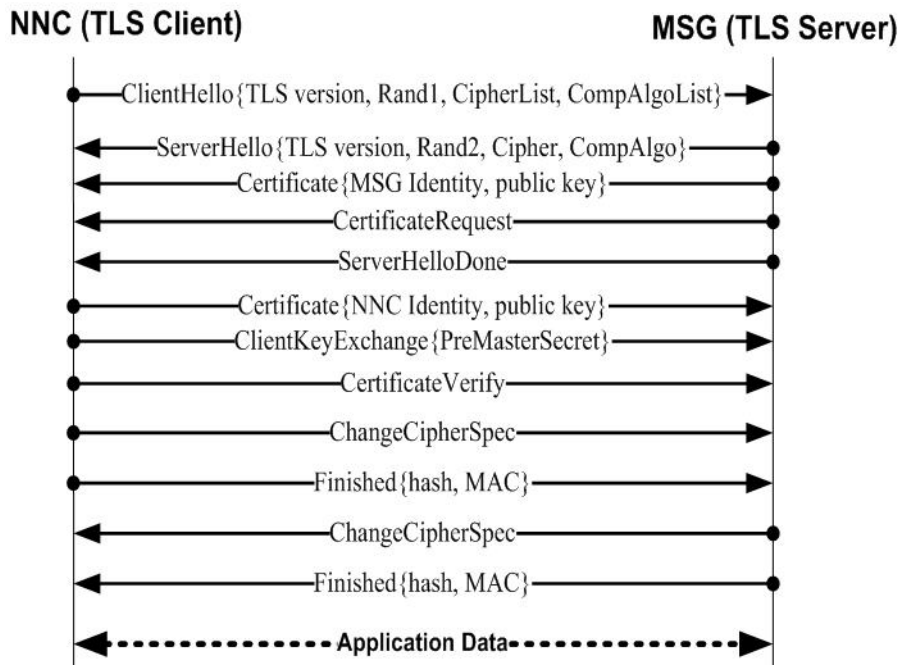 NNC (TLS Client)
MSG (TLS Server)
ClientHello{TLS version, Rand1, CipherList, CompAlgoList}
ServerHello{TLS version, Rand2, Cipher, CompAlgo}
Certificate{MSG Identity, public key}
CertificateRequest
ServerHelloDone
Certificate{NNC Identity, public key}
ClientKeyExchange{PreMasterSecret}
CertificateVerify
ChangeCipherSpec
Finished{hash, MAC}
ChangeCipherSpec
Finished{hash, MAC}
Application Data